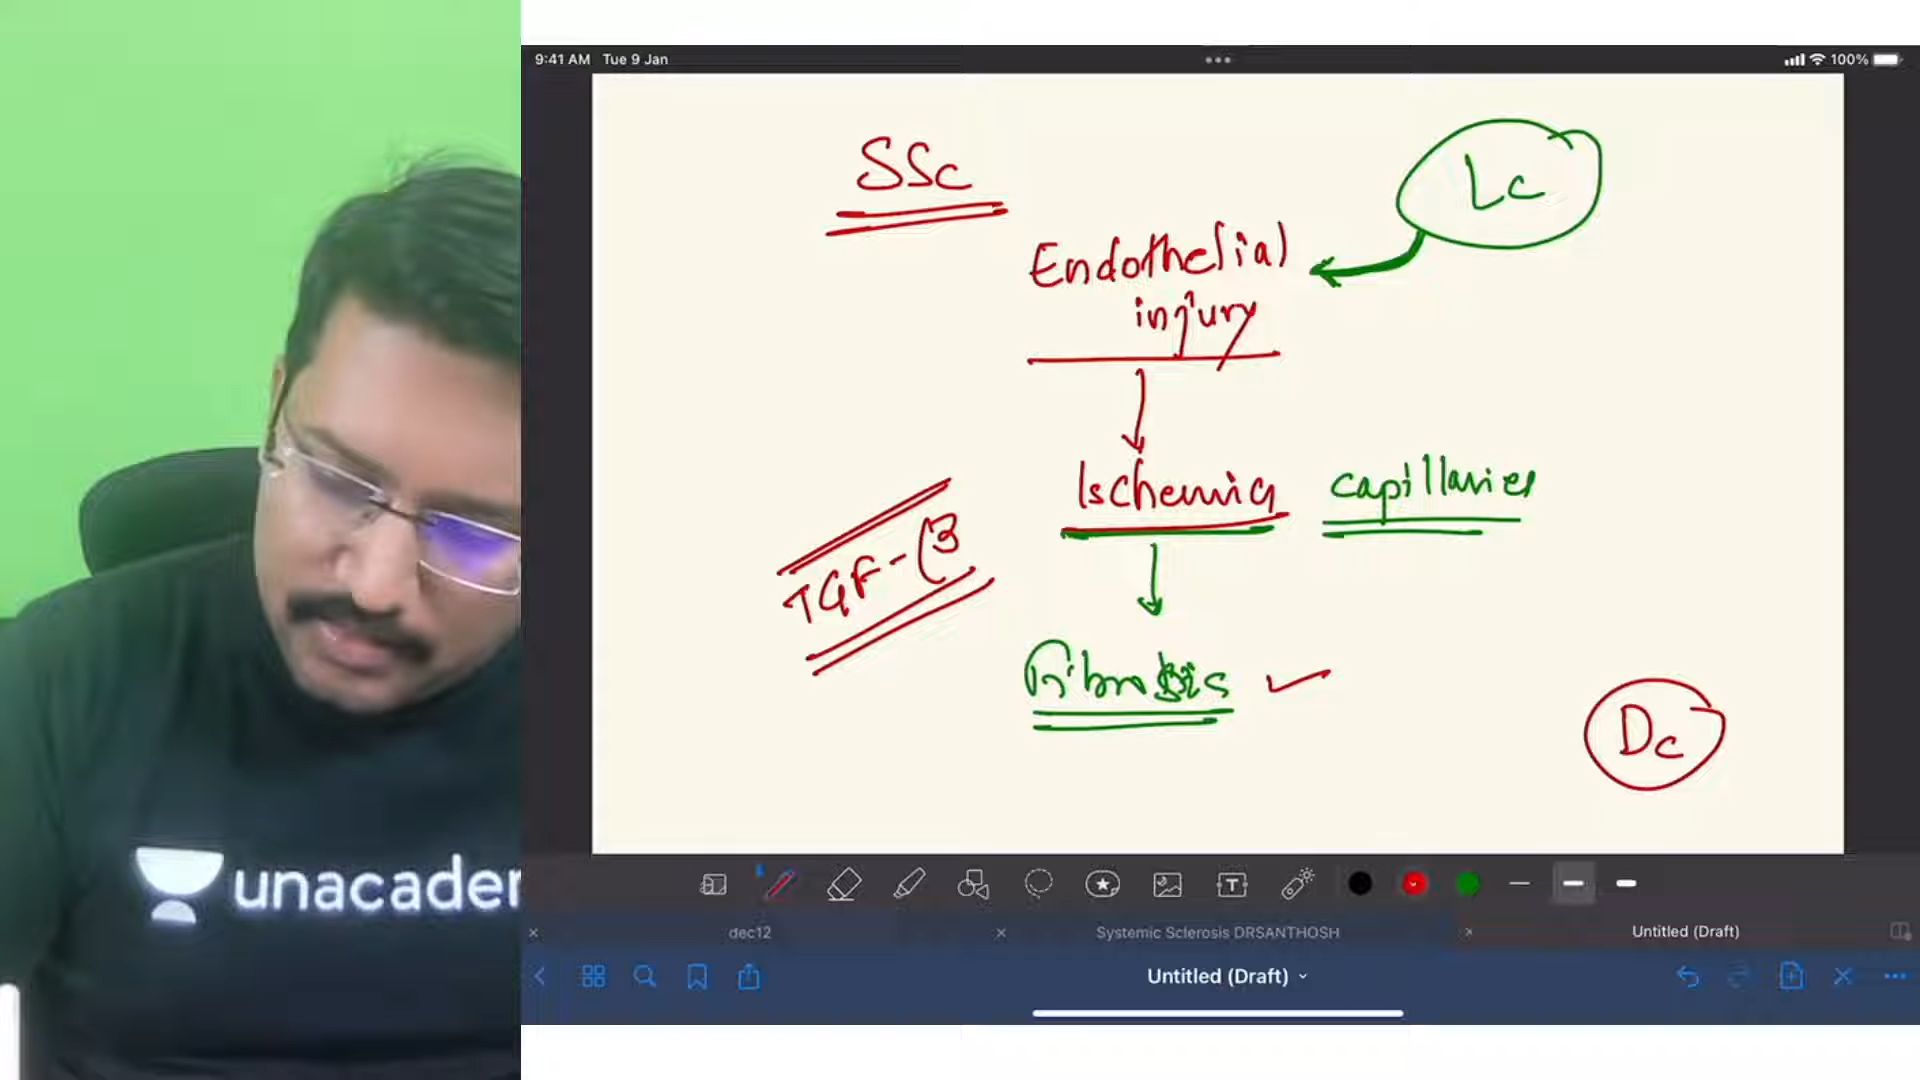 9:41 AM Tue 9 Jan
100%
SSc
Lc
Endothelial
injury
Ischemia
capillaries
TGF-β
Fibrosis
Dc
unacadem
dec12
Systemic Sclerosis DRSANTHOSH
Untitled (Draft)
Untitled (Draft)